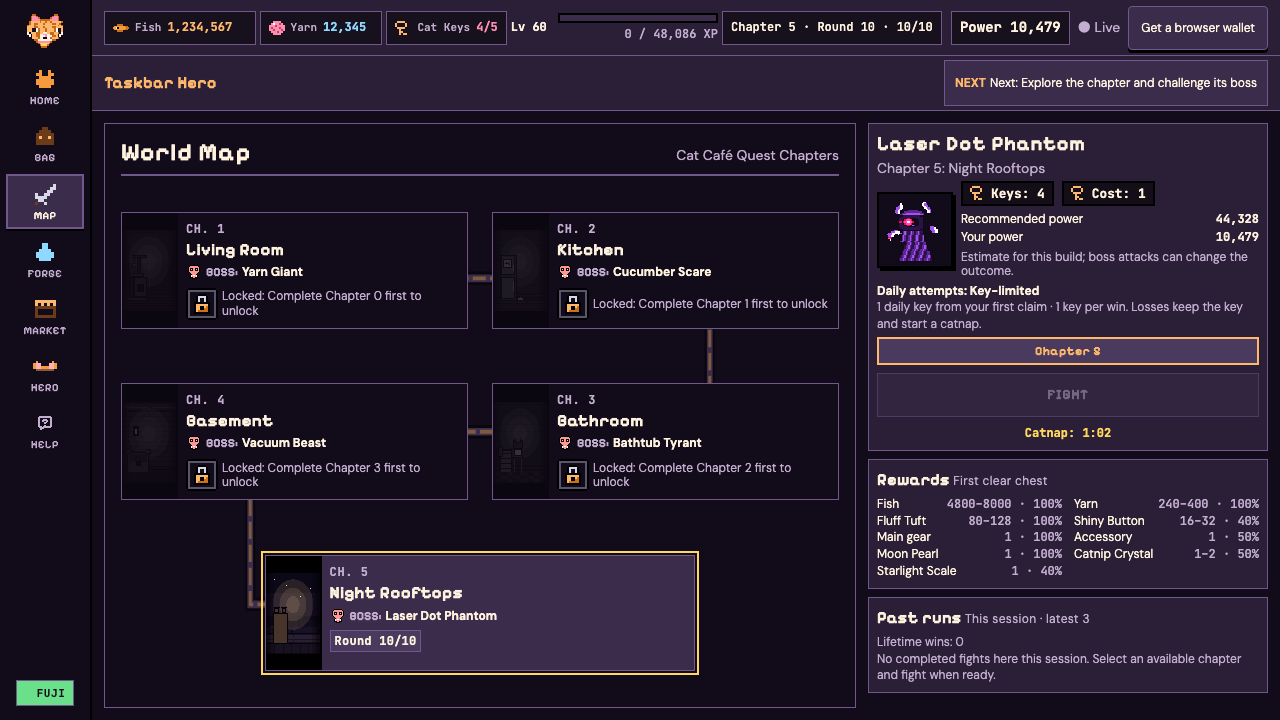 Fish 1,234,567
Yarn 12,345
Cat Keys 4/5
Lv 60
0 / 48,086 XP
Chapter 5 · Round 10 · 10/10
Power 10,479
Live
Get a browser wallet
Taskbar Hero
NEXT Next: Explore the chapter and challenge its boss
HOME
BAG
MAP
FORGE
MARKET
HERO
HELP
FUJI
World Map
Cat Café Quest Chapters
CH. 1
Living Room
BOSS: Yarn Giant
Locked: Complete Chapter 0 first to
unlock
CH. 2
Kitchen
BOSS: Cucumber Scare
Locked: Complete Chapter 1 first to unlock
CH. 4
Basement
BOSS: Vacuum Beast
Locked: Complete Chapter 3 first to
unlock
CH. 3
Bathroom
BOSS: Bathtub Tyrant
Locked: Complete Chapter 2 first to
unlock
CH. 5
Night Rooftops
BOSS: Laser Dot Phantom
Round 10/10
Laser Dot Phantom
Chapter 5: Night Rooftops
Keys: 4
Cost: 1
Recommended power 44,328
Your power 10,479
Estimate for this build; boss attacks can change the
outcome.
Daily attempts: Key-limited
1 daily key from your first claim · 1 key per win. Losses keep the key
and start a catnap.
Chapter 5
FIGHT
Catnap: 1:02
Rewards First clear chest
Fish 4800–8000 · 100%
Yarn 240–400 · 100%
Fluff Tuft 80–128 · 100%
Shiny Button 16–32 · 40%
Main gear 1 · 100%
Accessory 1 · 50%
Moon Pearl 1 · 100%
Catnip Crystal 1–2 · 50%
Starlight Scale 1 · 40%
Past runs This session · latest 3
Lifetime wins: 0
No completed fights here this session. Select an available chapter
and fight when ready.